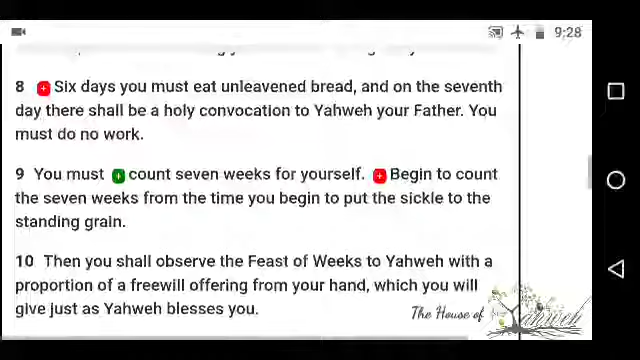 9:28
8 Six days you must eat unleavened bread, and on the seventh
day there shall be a holy convocation to Yahweh your Father. You
must do no work.
9 You must count seven weeks for yourself. Begin to count
the seven weeks from the time you begin to put the sickle to the
standing grain.
10 Then you shall observe the Feast of Weeks to Yahweh with a
proportion of a freewill offering from your hand, which you will
give just as Yahweh blesses you.
The House of Yahweh